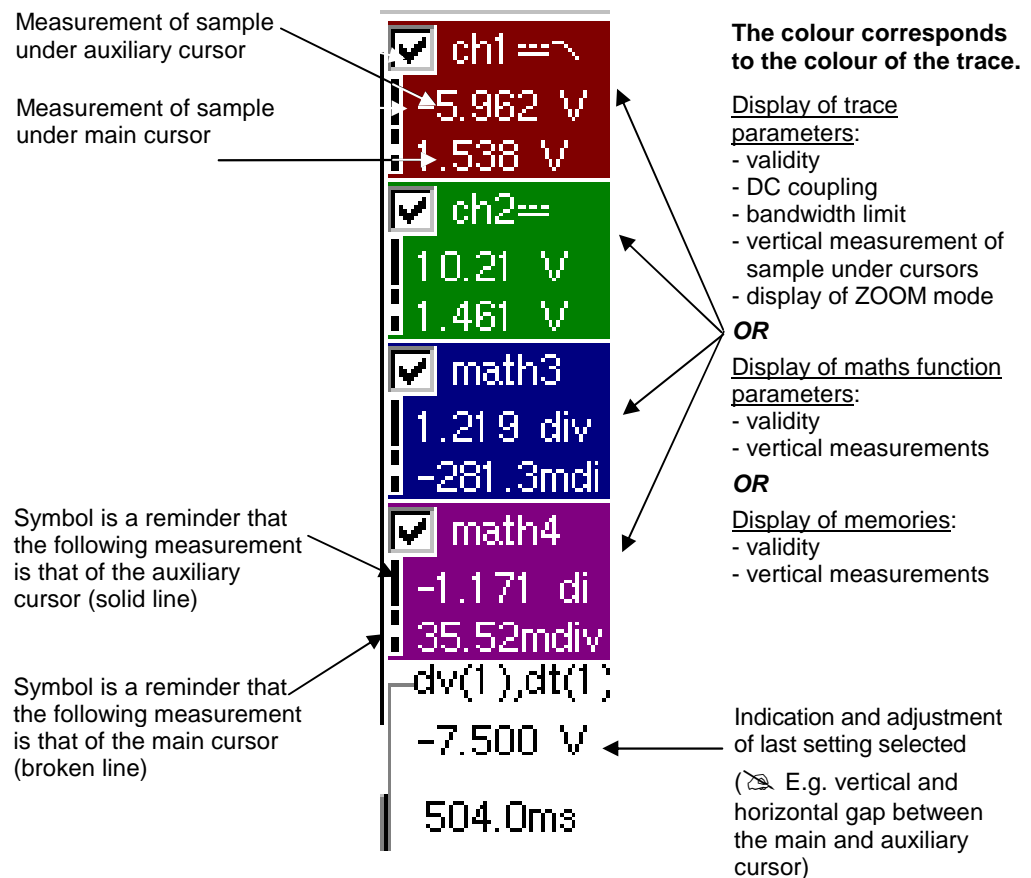 Measurement of sample
under auxiliary cursor
Measurement of sample
under main cursor
Symbol is a reminder that
the following measurement
is that of the auxiliary
cursor (solid line)
Symbol is a reminder that
the following measurement
is that of the main cursor
(broken line)
ch1
-5.962 V
1.538 V
ch2
10.21 V
1.461 V
math3
1.219 div
-281.3mdi
math4
-1.171 di
35.52mdiv
dv(1),dt(1)
-7.500 V
504.0ms
The colour corresponds
to the colour of the trace.
Display of trace
parameters:
- validity
- DC coupling
- bandwidth limit
- vertical measurement of
sample under cursors
- display of ZOOM mode
OR
Display of maths function
parameters:
- validity
- vertical measurements
OR
Display of memories:
- validity
- vertical measurements
Indication and adjustment
of last setting selected
(✎ E.g. vertical and
horizontal gap between
the main and auxiliary
cursor)